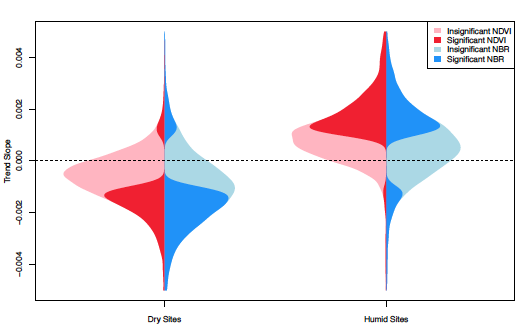 Insignificant NDVI
Significant NDVI
Insignificant NBR
Significant NBR
Trend Slope
0.004
0.002
0.000
−0.002
−0.004
Dry Sites
Humid Sites